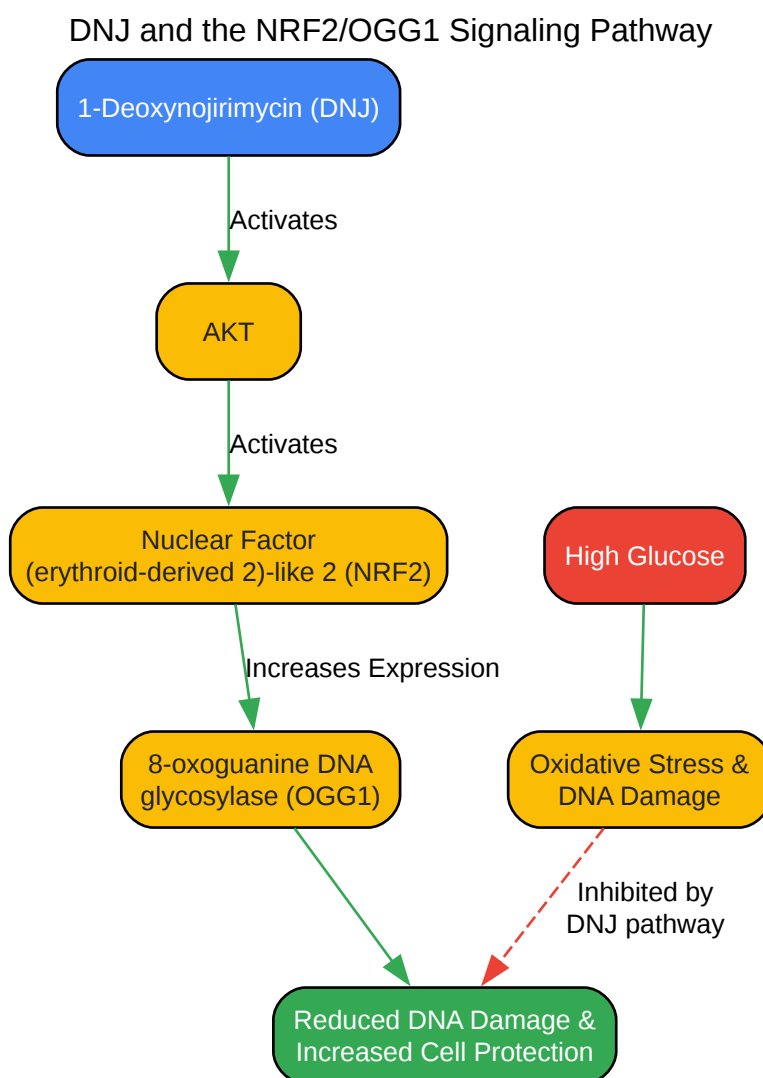 DNJ and the NRF2/OGG1 Signaling Pathway
1-Deoxynojirimycin (DNJ)
Activates
AKT
Activates
Nuclear Factor
(erythroid-derived 2)-like 2 (NRF2)
High Glucose
Increases Expression
8-oxoguanine DNA
glycosylase (OGG1)
Oxidative Stress &
DNA Damage
Inhibited by
DNJ pathway
Reduced DNA Damage &
Increased Cell Protection